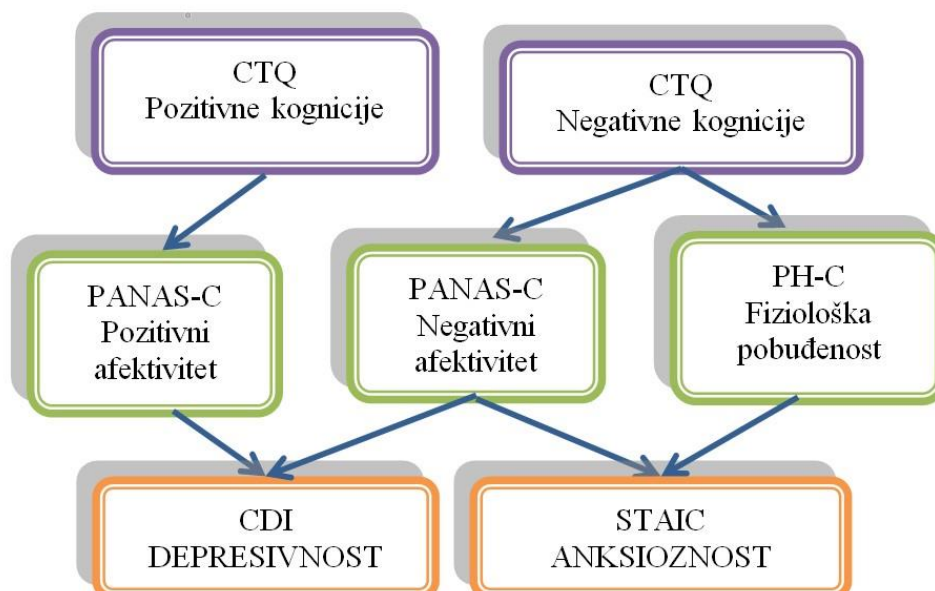 CTQ
Pozitivne kognicije
CTQ
Negativne kognicije
PANAS-C
Pozitivni
afektivitet
PANAS-C
Negativni
afektivitet
PH-C
Fiziološka
pobuđenost
CDI
DEPRESIVNOST
STAIC
ANKSIOZNOST